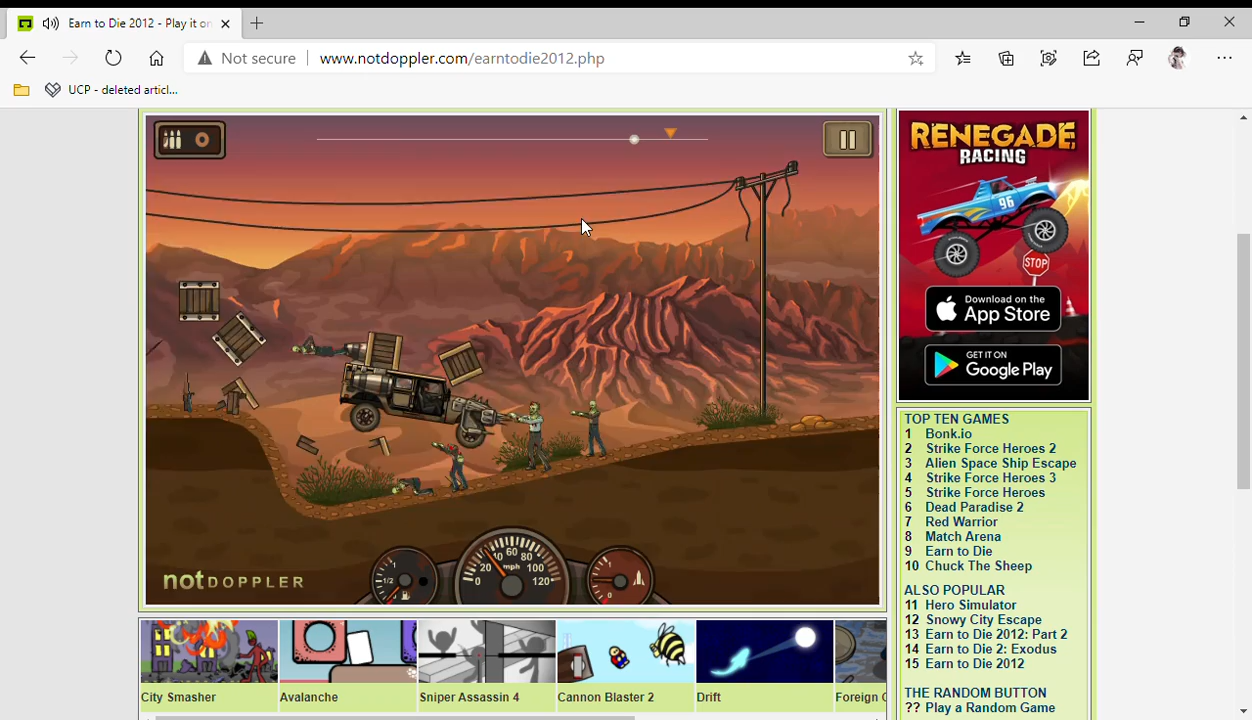 Earn to Die 2012 - Play it on
Not secure
www.notdoppler.com/earntodie2012.php
UCP - deleted articl...
RENEGADE
RACING
96
STOP
Download on the
App Store
GET IT ON
Google Play
TOP TEN GAMES
1 Bonk.io
2 Strike Force Heroes 2
3 Alien Space Ship Escape
4 Strike Force Heroes 3
5 Strike Force Heroes
6 Dead Paradise 2
7 Red Warrior
8 Match Arena
9 Earn to Die
10 Chuck The Sheep
ALSO POPULAR
11 Hero Simulator
12 Snowy City Escape
13 Earn to Die 2012: Part 2
14 Earn to Die 2: Exodus
15 Earn to Die 2012
THE RANDOM BUTTON
?? Play a Random Game
0
notDOPPLER
1
1/2
0 20 40 60 80 100 120
mph
1
0
City Smasher
Avalanche
Sniper Assassin 4
Cannon Blaster 2
Drift
Foreign C